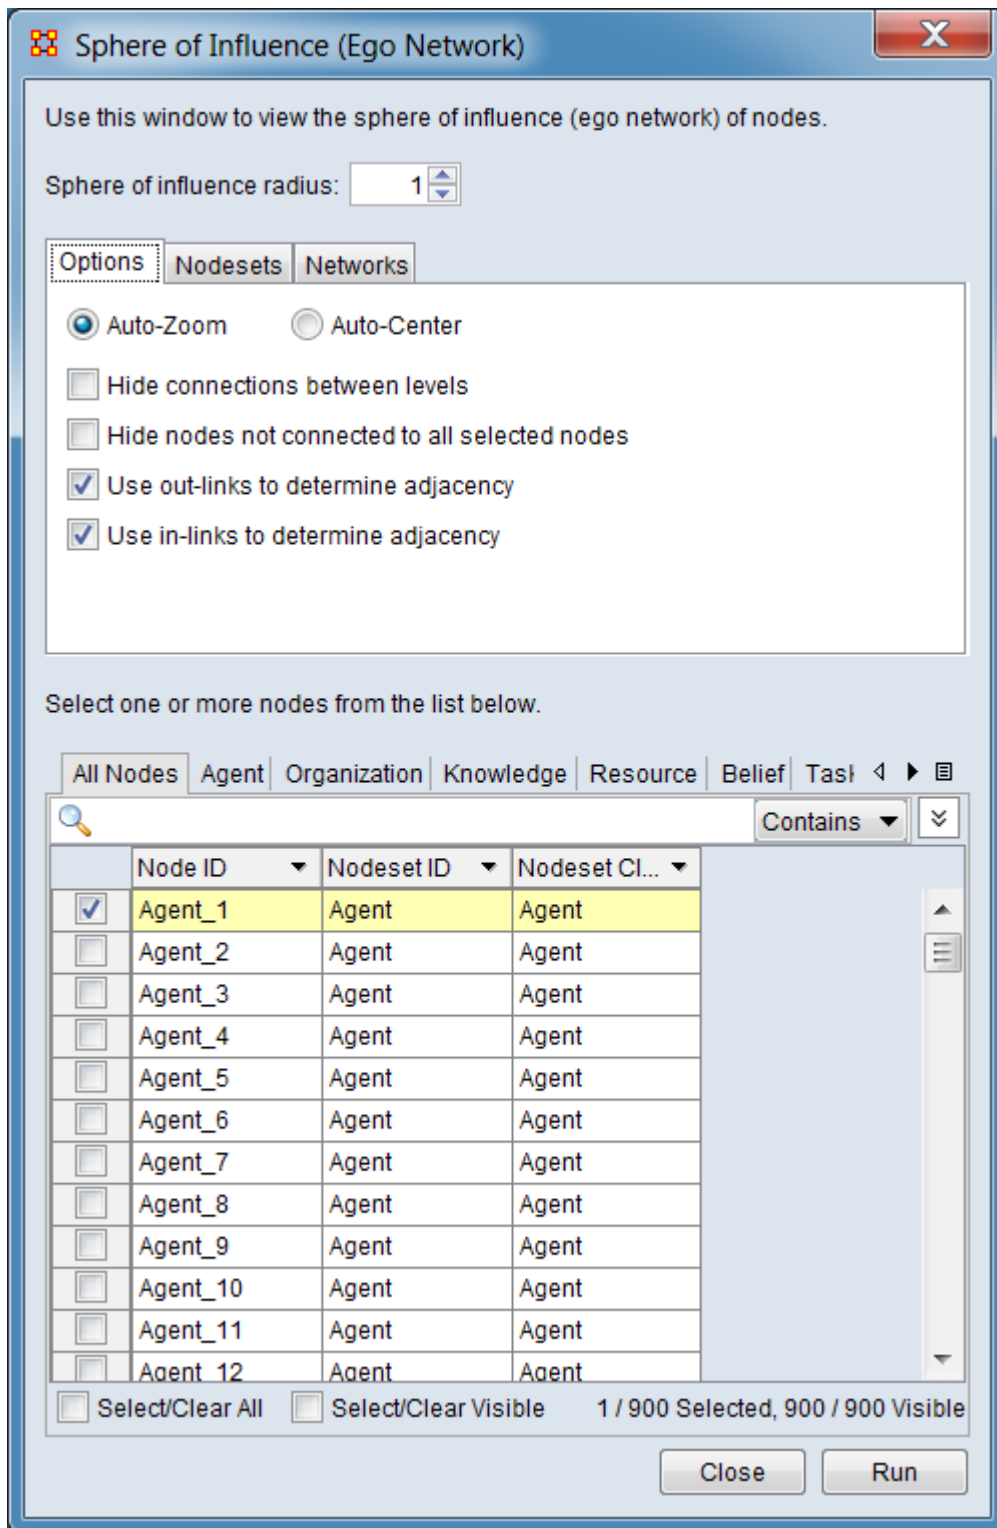 Sphere of Influence (Ego Network)
Use this window to view the sphere of influence (ego network) of nodes.
Sphere of influence radius: 1
Options Nodesets Networks
Auto-Zoom Auto-Center
Hide connections between levels
Hide nodes not connected to all selected nodes
Use out-links to determine adjacency
Use in-links to determine adjacency
Select one or more nodes from the list below.
All Nodes Agent Organization Knowledge Resource Belief Task
Contains
Node ID Nodeset ID Nodeset Cl...
Agent_1 Agent Agent
Agent_2 Agent Agent
Agent_3 Agent Agent
Agent_4 Agent Agent
Agent_5 Agent Agent
Agent_6 Agent Agent
Agent_7 Agent Agent
Agent_8 Agent Agent
Agent_9 Agent Agent
Agent_10 Agent Agent
Agent_11 Agent Agent
Agent_12 Agent Agent
Select/Clear All Select/Clear Visible 1 / 900 Selected, 900 / 900 Visible
Close Run